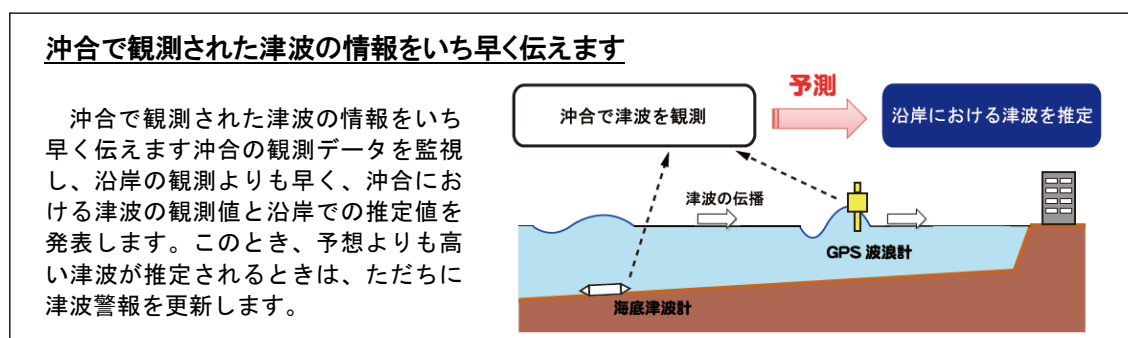 沖合で観測された津波の情報をいち早く伝えます
沖合で観測された津波の情報をいち
早く伝えます沖合の観測データを監視
し、沿岸の観測よりも早く、沖合にお
ける津波の観測値と沿岸での推定値を
発表します。このとき、予想よりも高
い津波が推定されるときは、ただちに
津波警報を更新します。
沖合で津波を観測
予測
沿岸における津波を推定
津波の伝播
GPS 波浪計
海底津波計